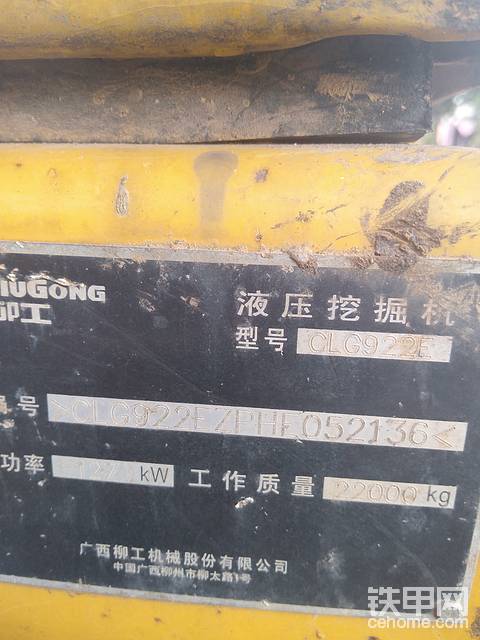 LIUGONG
柳工
液压挖掘机
型号 CLG922E
编号 >CLG922EZPHE052136<
功率 kW 工作质量 22000 kg
广西柳工机械股份有限公司
中国广西柳州市柳太路1号
铁甲网
cehome.com